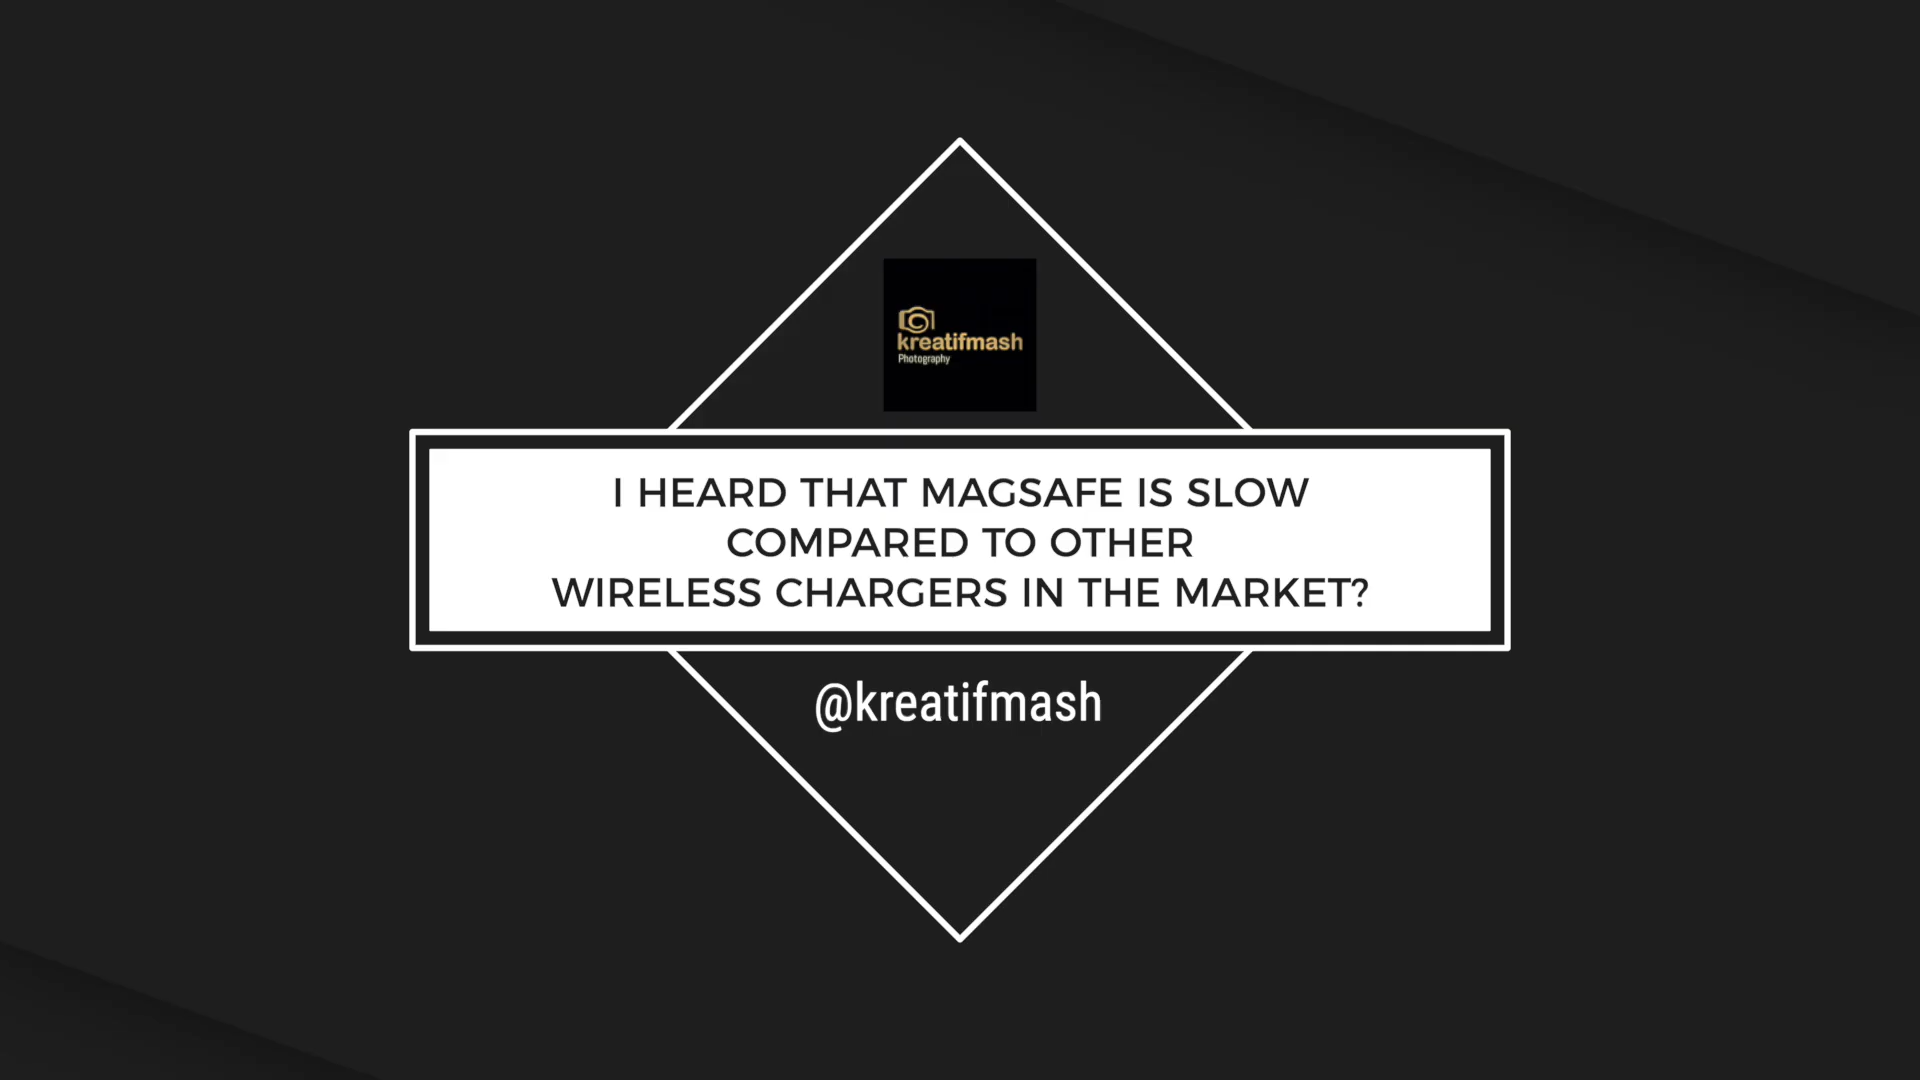 kreatifmash
Photography
I HEARD THAT MAGSAFE IS SLOW
COMPARED TO OTHER
WIRELESS CHARGERS IN THE MARKET?
@kreatifmash